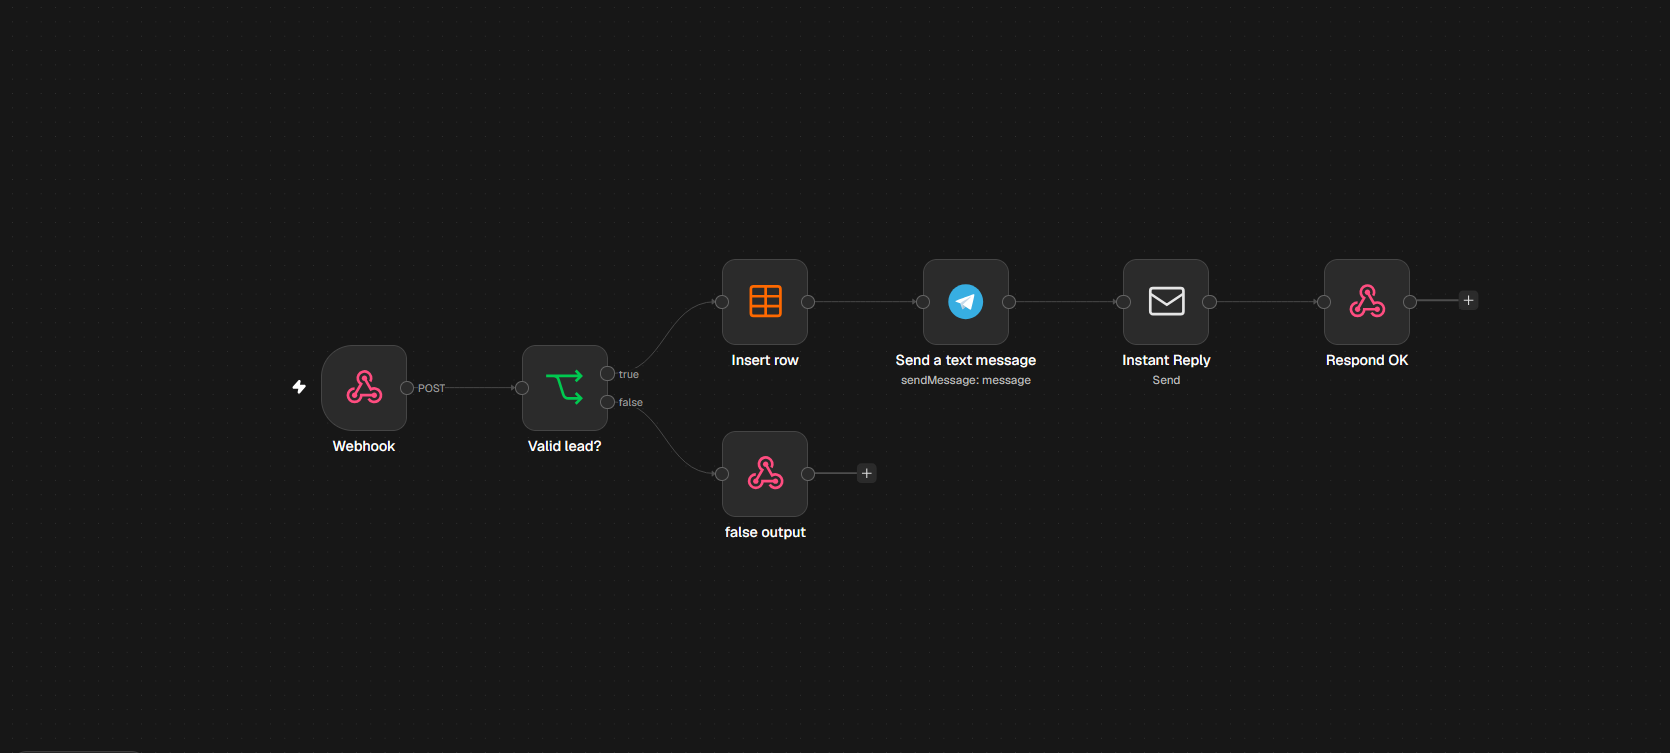 POST
Webhook
Valid lead?
true
false
Insert row
Send a text message
sendMessage: message
Instant Reply
Send
Respond OK
false output